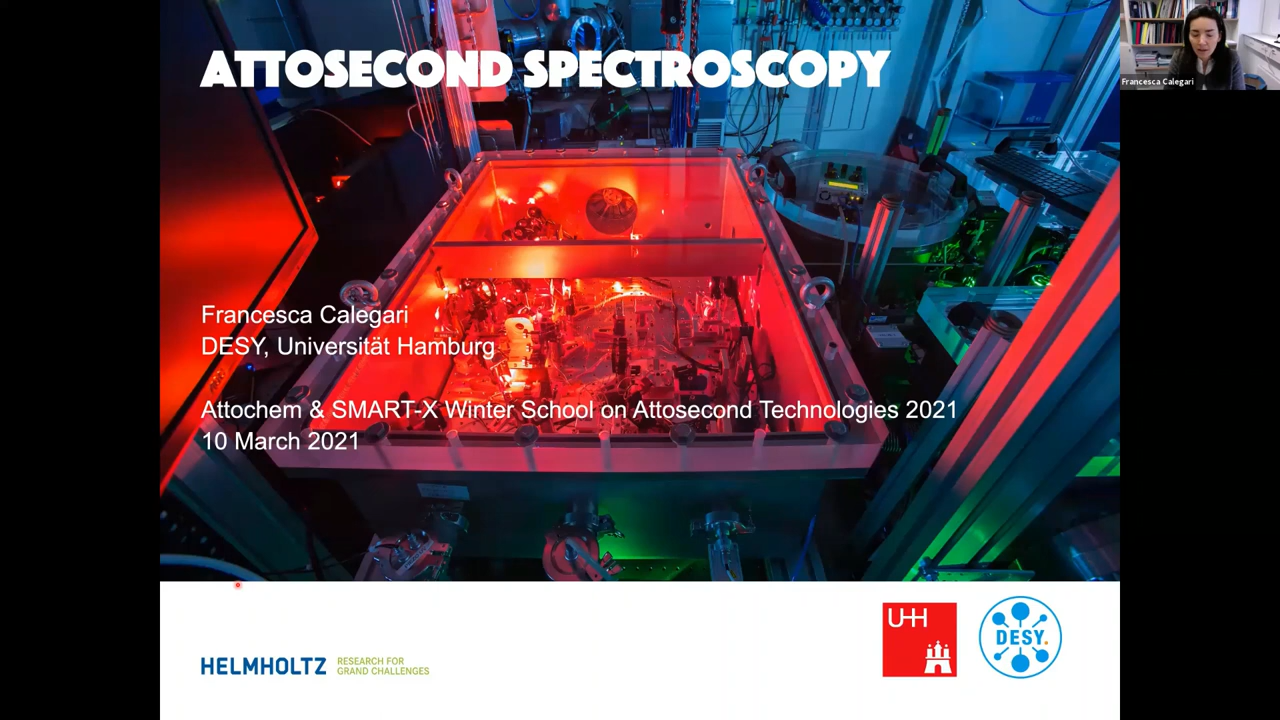 ATTOSECOND SPECTROSCOPY
Francesca Calegari
Francesca Calegari
DESY, Universität Hamburg
Attochem & SMART-X Winter School on Attosecond Technologies 2021
10 March 2021
HELMHOLTZ
RESEARCH FOR
GRAND CHALLENGES
UHH
DESY.